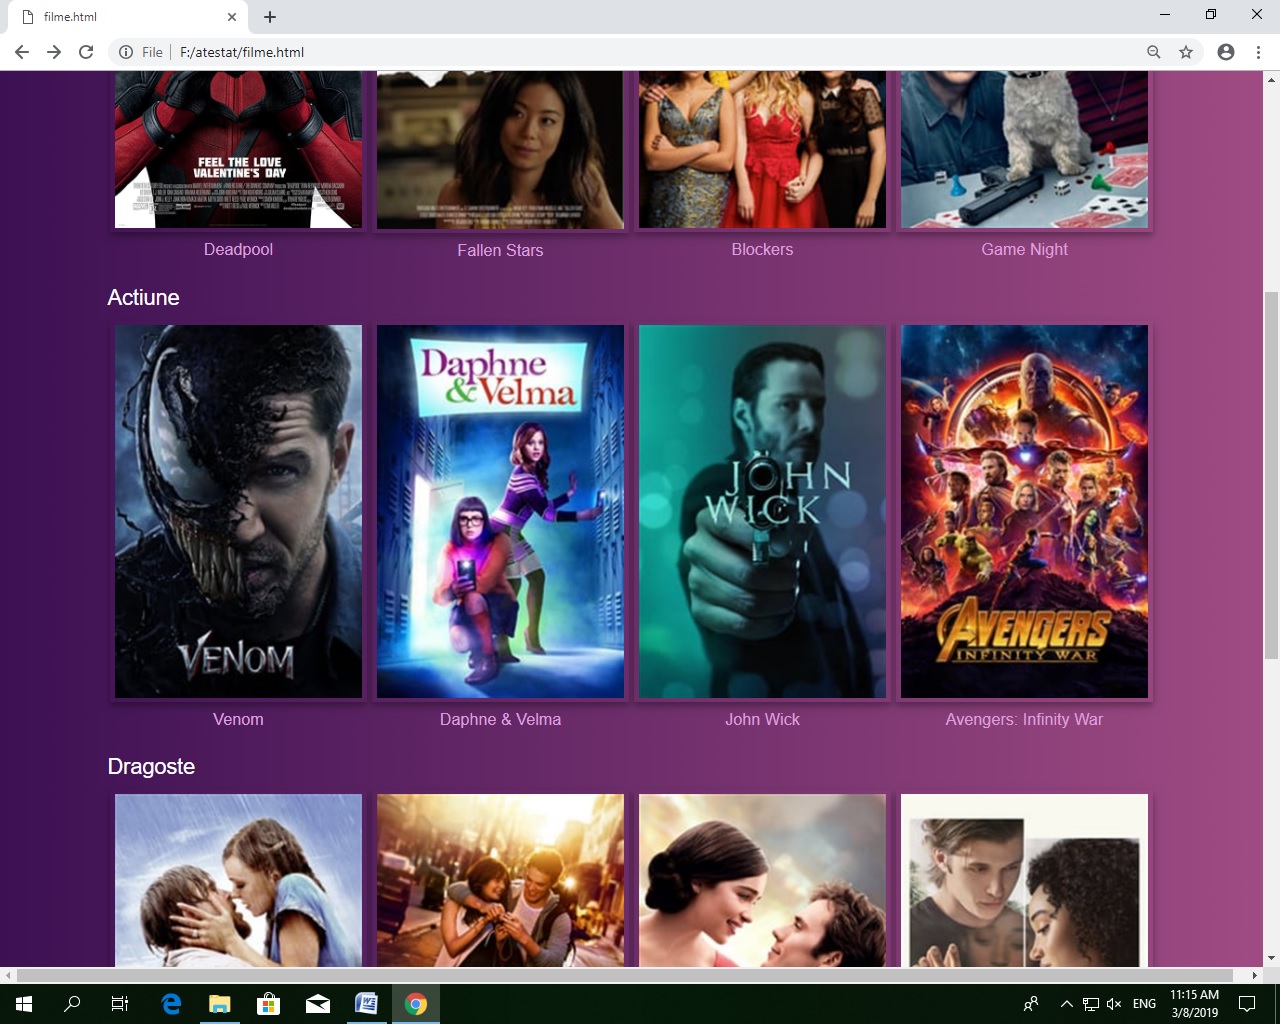 filme.html
File
F:/atestat/filme.html
FEEL THE LOVE
VALENTINE'S DAY
Deadpool
Fallen Stars
Blockers
Game Night
Actiune
VENOM
Daphne
& Velma
JOHN
WICK
AVENGERS
INFINITY WAR
Venom
Daphne & Velma
John Wick
Avengers: Infinity War
Dragoste
ENG
11:15 AM
3/8/2019